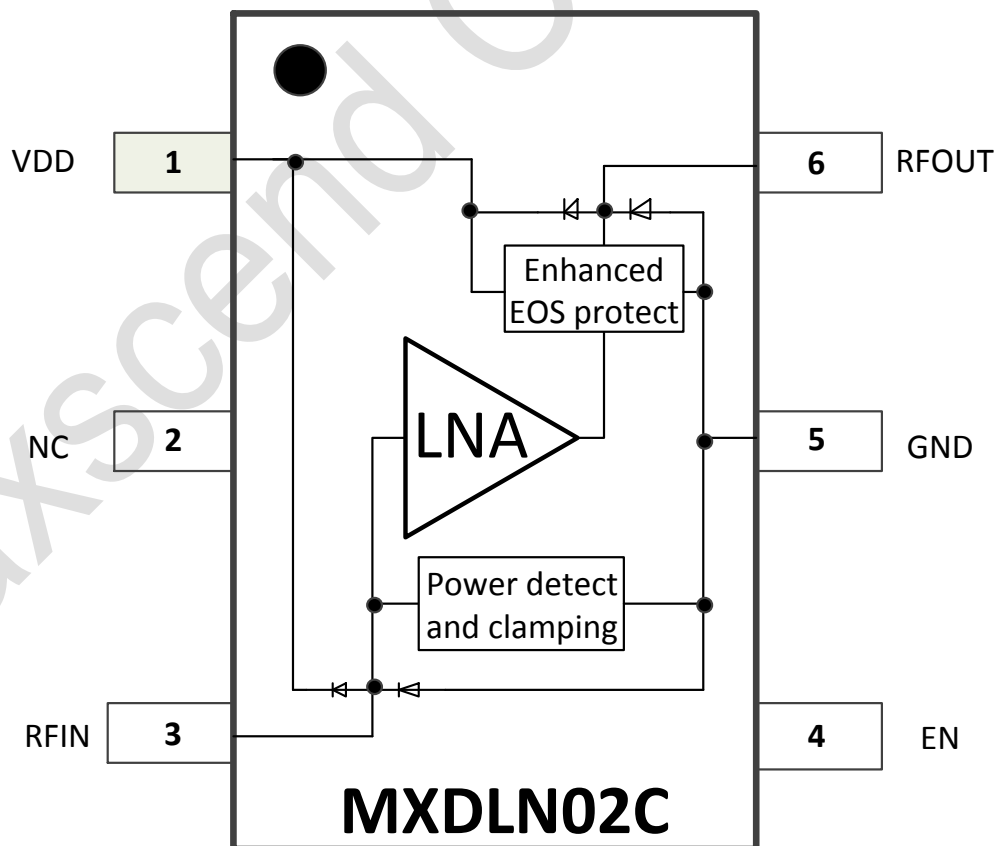 VDD 1 6 RFOUT
Enhanced
EOS protect
LNA
NC 2 5 GND
Power detect
and clamping
RFIN 3 4 EN
MXDLN02C